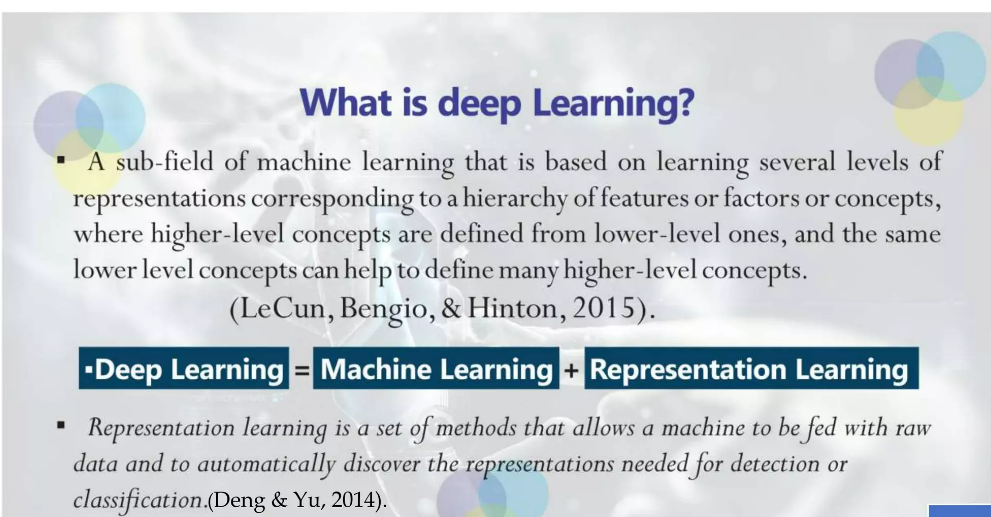 What is deep Learning?
▪ A sub-field of machine learning that is based on learning several levels of
representations corresponding to a hierarchy of features or factors or concepts,
where higher-level concepts are defined from lower-level ones, and the same
lower level concepts can help to define many higher-level concepts.
(LeCun, Bengio, & Hinton, 2015).
▪Deep Learning = Machine Learning + Representation Learning
▪ Representation learning is a set of methods that allows a machine to be fed with raw
data and to automatically discover the representations needed for detection or
classification.(Deng & Yu, 2014).